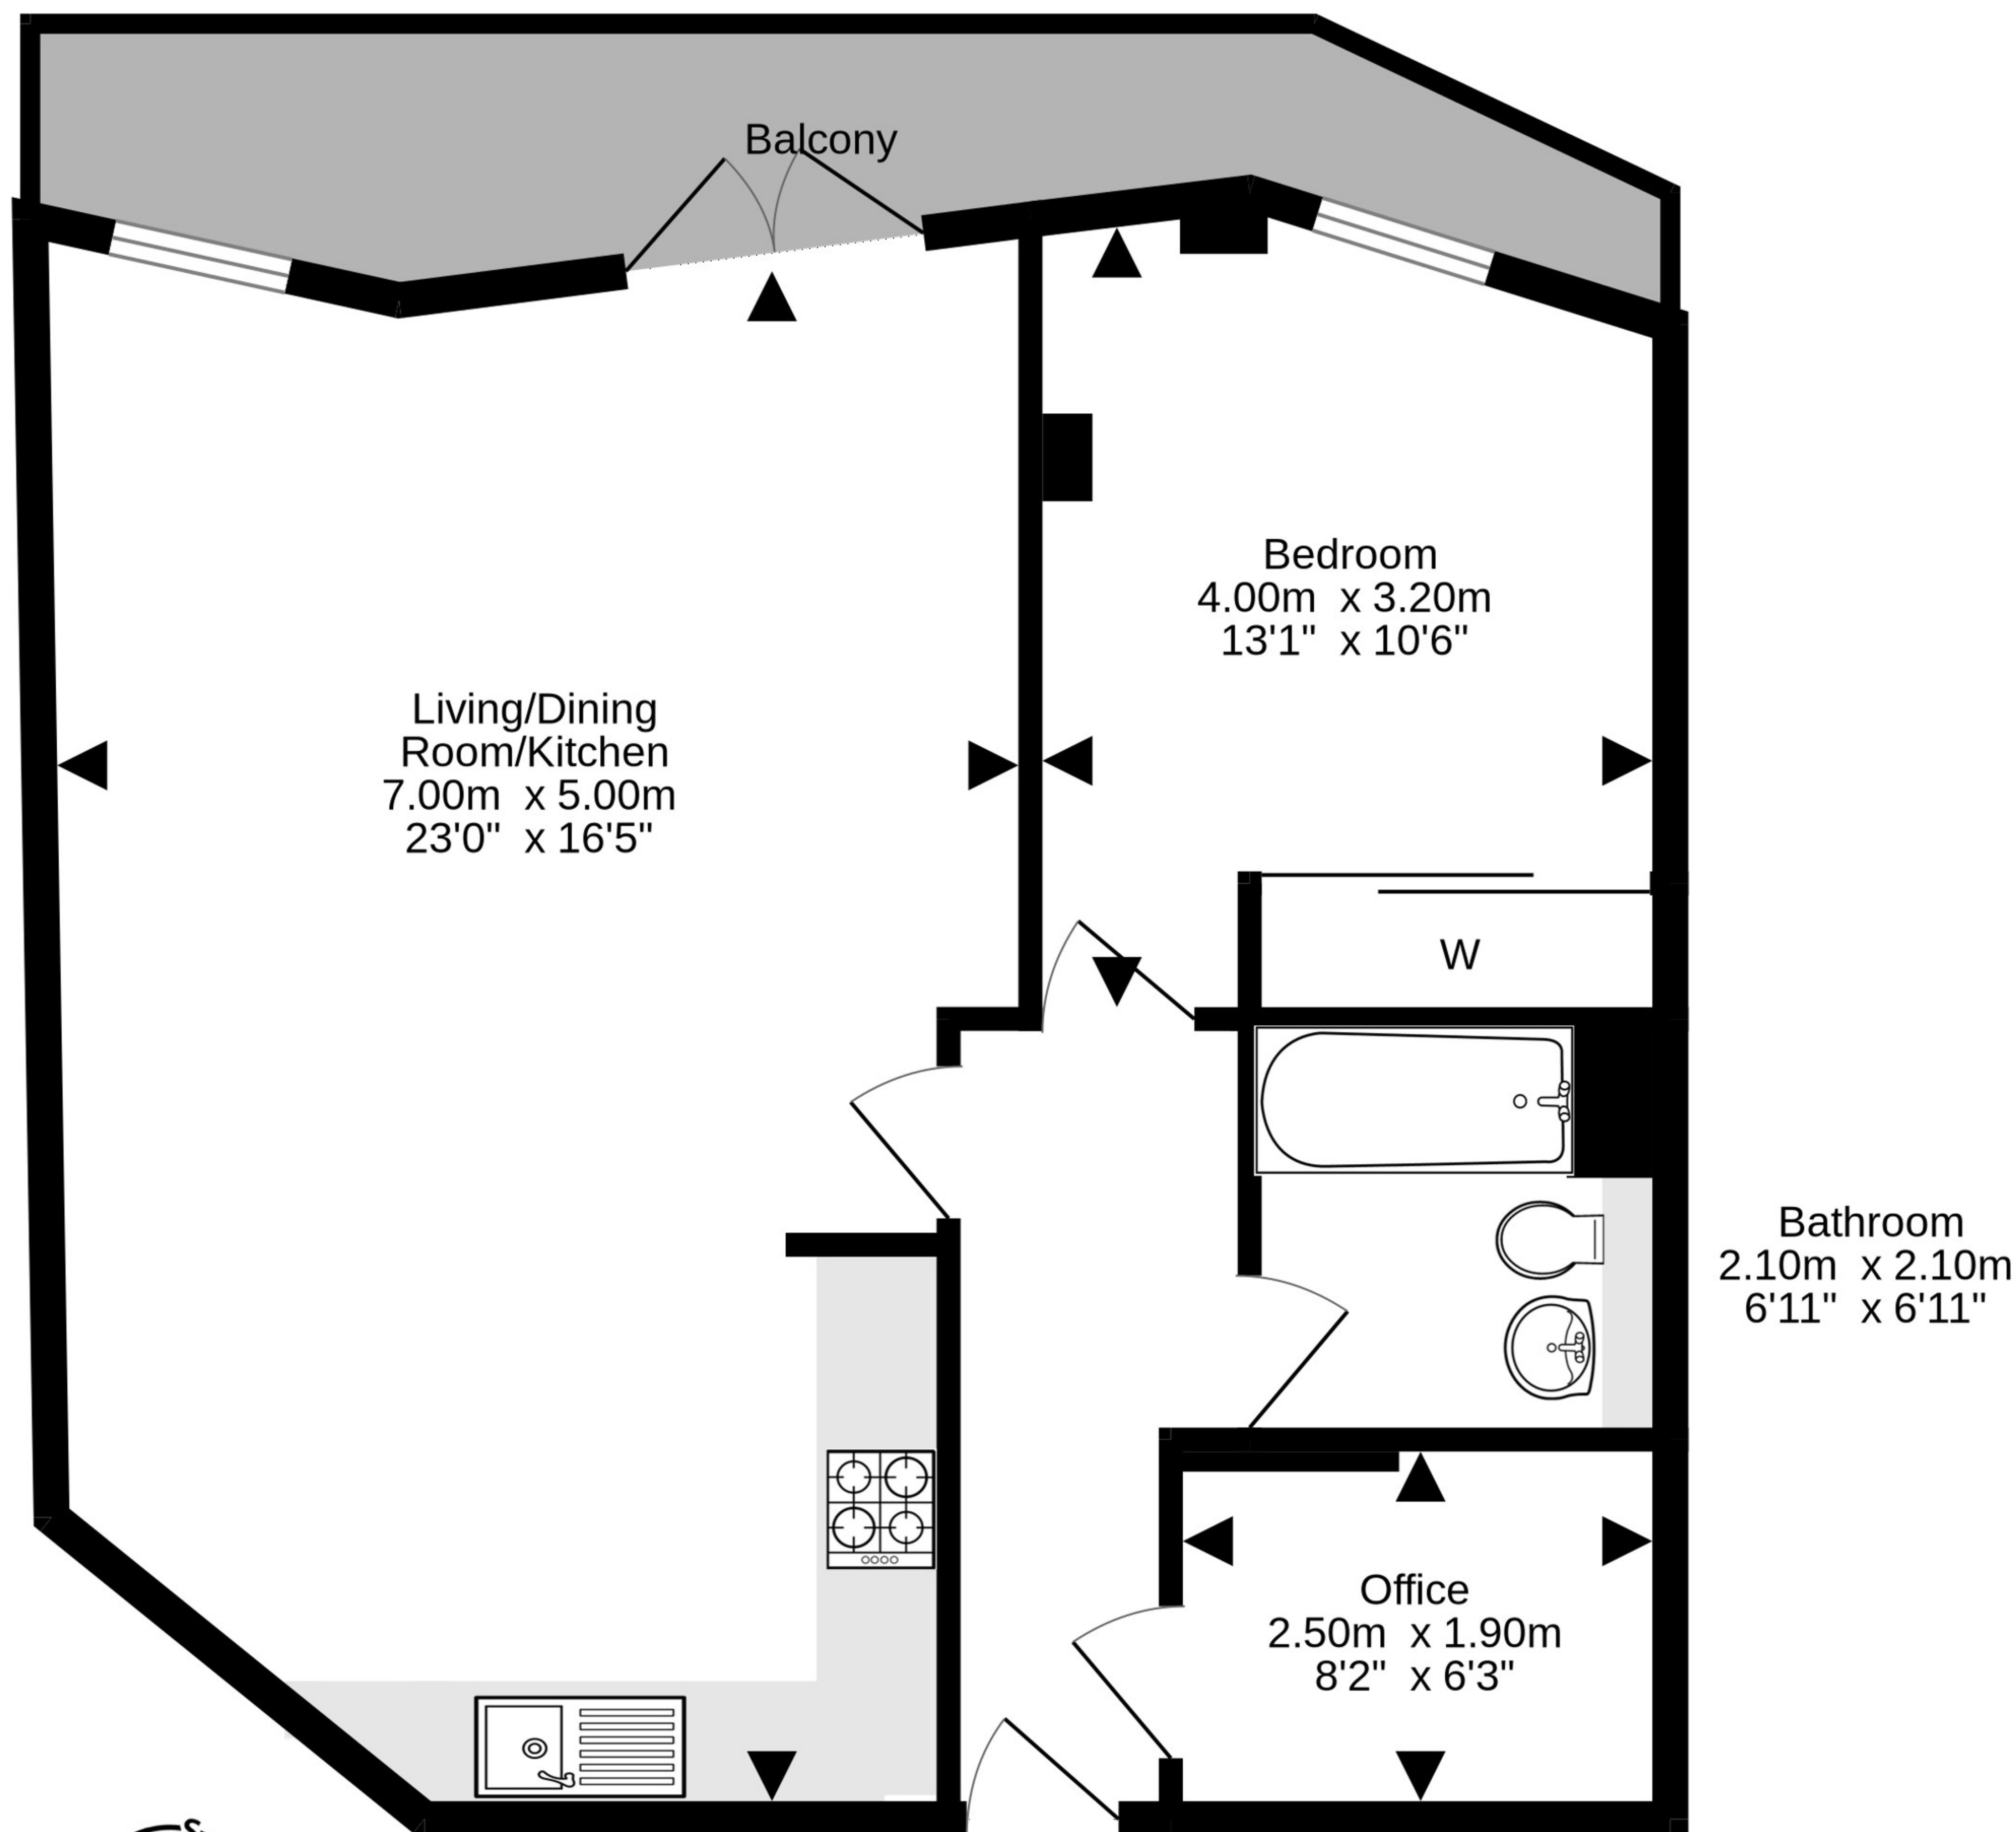 Balcony
Bedroom
4.00m x 3.20m
13'1" x 10'6"
Living/Dining
Room/Kitchen
7.00m x 5.00m
23'0" x 16'5"
W
Bathroom
2.10m x 2.10m
6'11" x 6'11"
Office
2.50m x 1.90m
8'2" x 6'3"
S